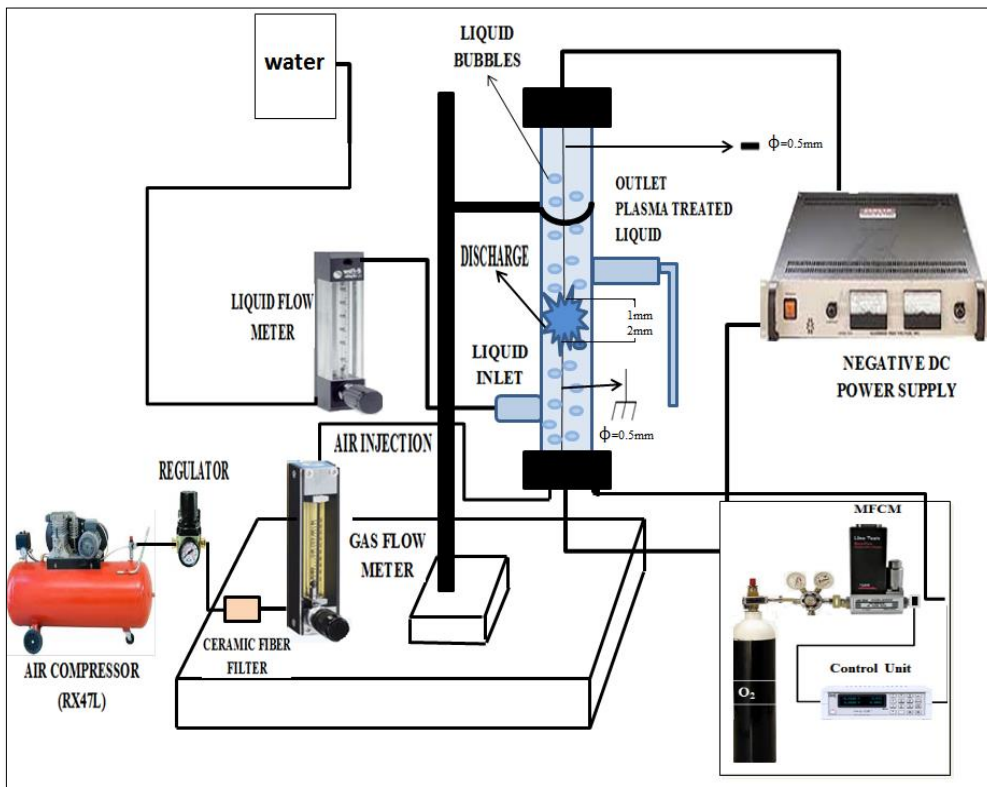 water
LIQUID
BUBBLES
ϕ=0.5mm
OUTLET
PLASMA TREATED
LIQUID
DISCHARGE
1mm
2mm
LIQUID FLOW
METER
LIQUID
INLET
NEGATIVE DC
POWER SUPPLY
ϕ=0.5mm
AIR INJECTION
REGULATOR
GAS FLOW
METER
MFCM
CERAMIC FIBER
FILTER
AIR COMPRESSOR
(RX47L)
Control Unit
O₂